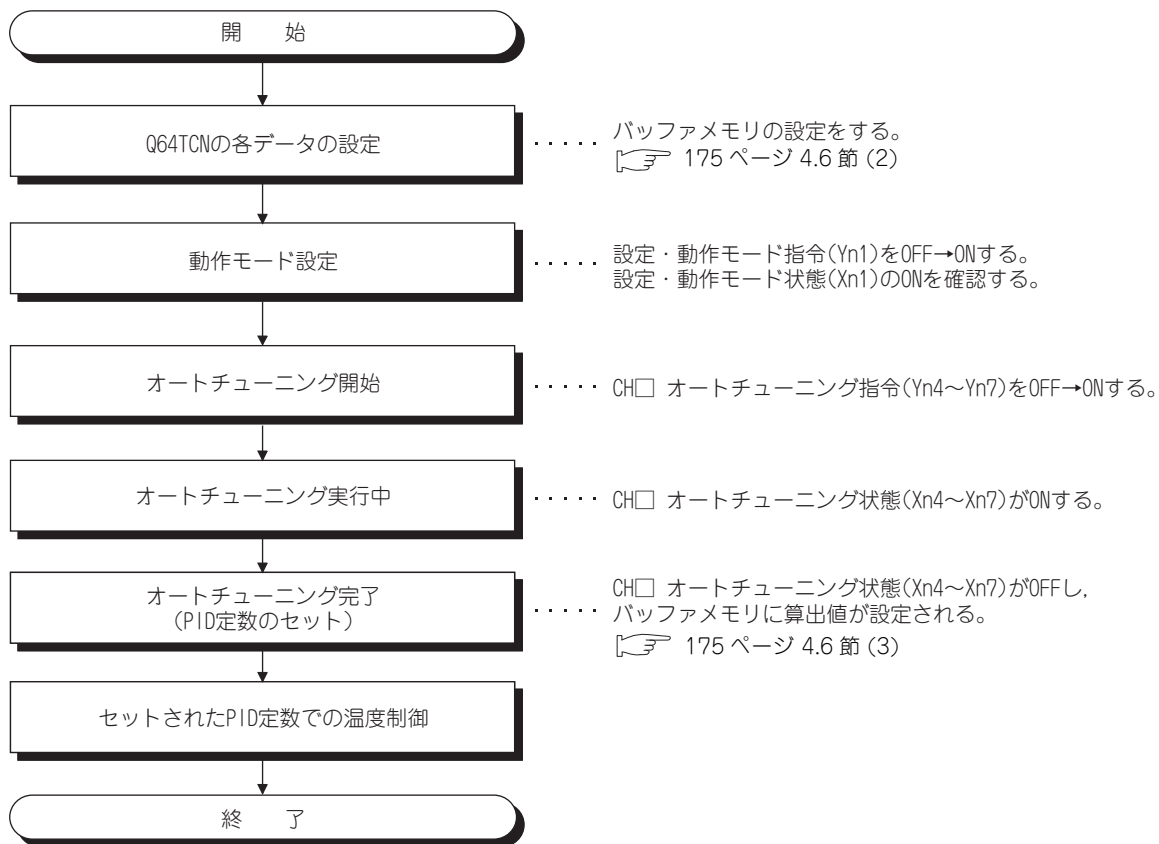 開　始
Q64TCNの各データの設定
バッファメモリの設定をする。
175 ページ 4.6 節 (2)
動作モード設定
設定・動作モード指令(Yn1)をOFF→ONする。
設定・動作モード状態(Xn1)のONを確認する。
オートチューニング開始
CH□ オートチューニング指令(Yn4～Yn7)をOFF→ONする。
オートチューニング実行中
CH□ オートチューニング状態(Xn4～Xn7)がONする。
オートチューニング完了
(PID定数のセット)
CH□ オートチューニング状態(Xn4～Xn7)がOFFし,
バッファメモリに算出値が設定される。
175 ページ 4.6 節 (3)
セットされたPID定数での温度制御
終　了